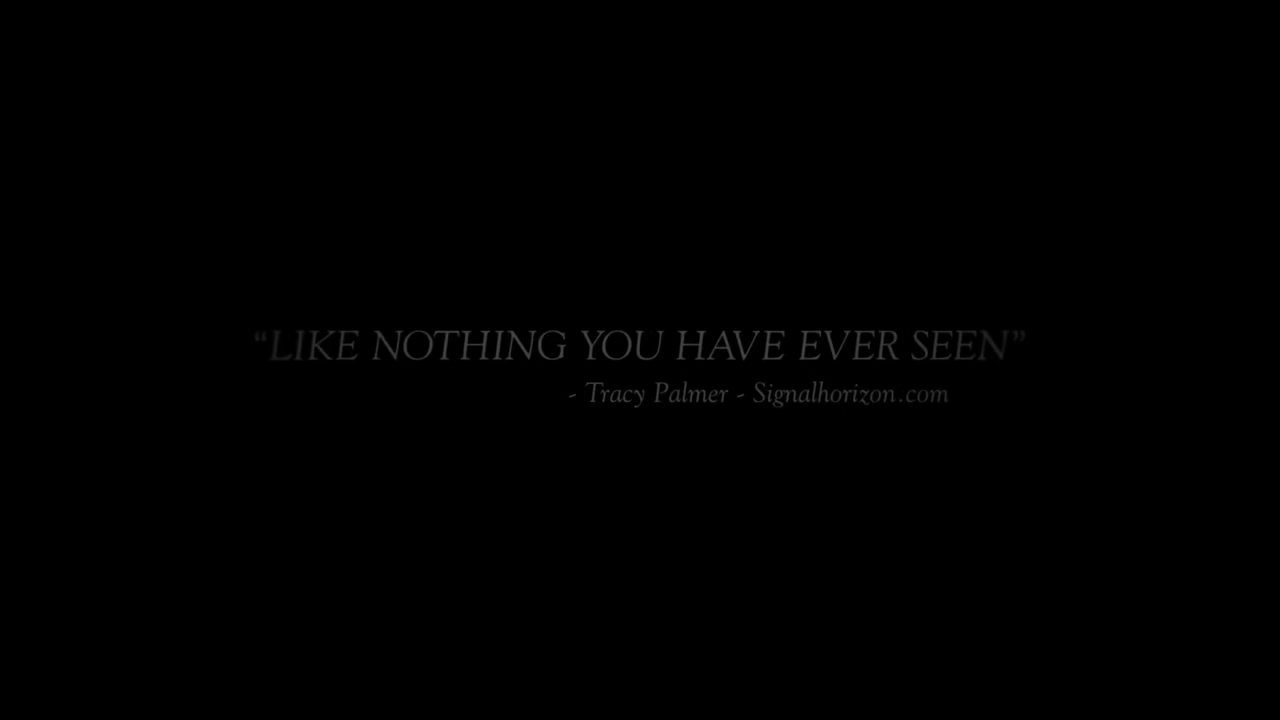 “LIKE NOTHING YOU HAVE EVER SEEN”
- Tracy Palmer - Signalhorizon.com